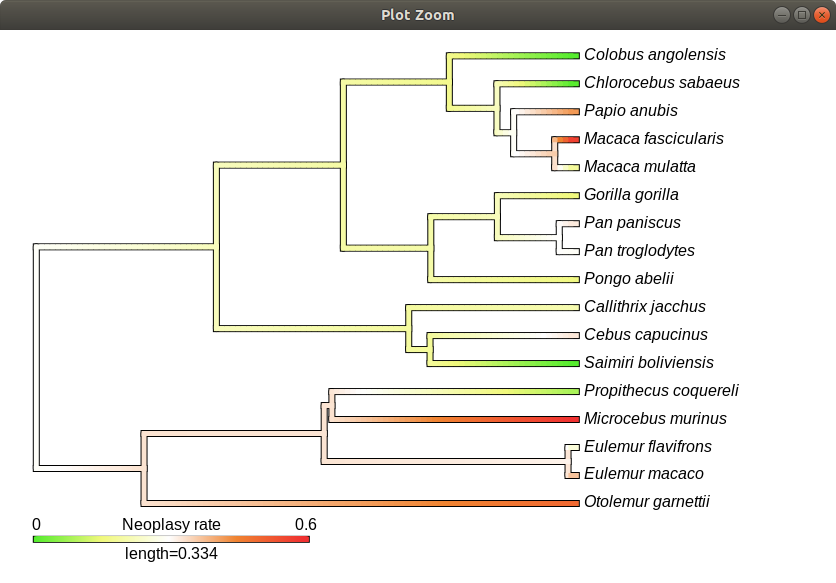 Plot Zoom
Colobus angolensis
Chlorocebus sabaeus
Papio anubis
Macaca fascicularis
Macaca mulatta
Gorilla gorilla
Pan paniscus
Pan troglodytes
Pongo abelii
Callithrix jacchus
Cebus capucinus
Saimiri boliviensis
Propithecus coquereli
Microcebus murinus
Eulemur flavifrons
Eulemur macaco
Otolemur garnettii
0 Neoplasy rate 0.6
length=0.334